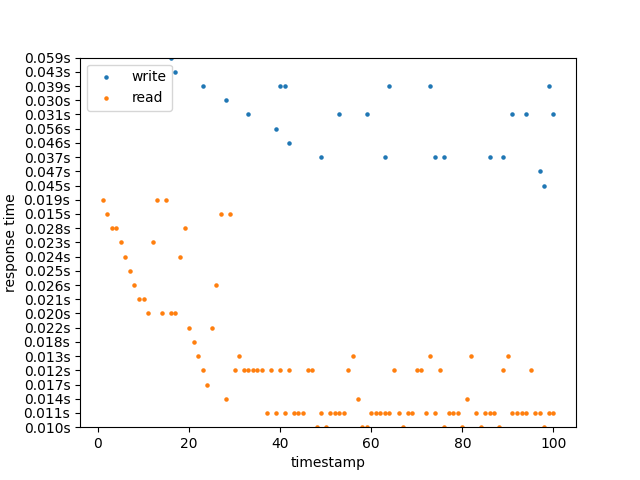 0.059s
0.043s
0.039s
0.030s
0.031s
0.056s
0.046s
0.037s
0.047s
0.045s
0.019s
0.015s
0.028s
0.023s
0.024s
0.025s
0.026s
0.021s
0.020s
0.022s
0.018s
0.013s
0.012s
0.017s
0.014s
0.011s
0.010s
response time
write
read
0 20 40 60 80 100
timestamp